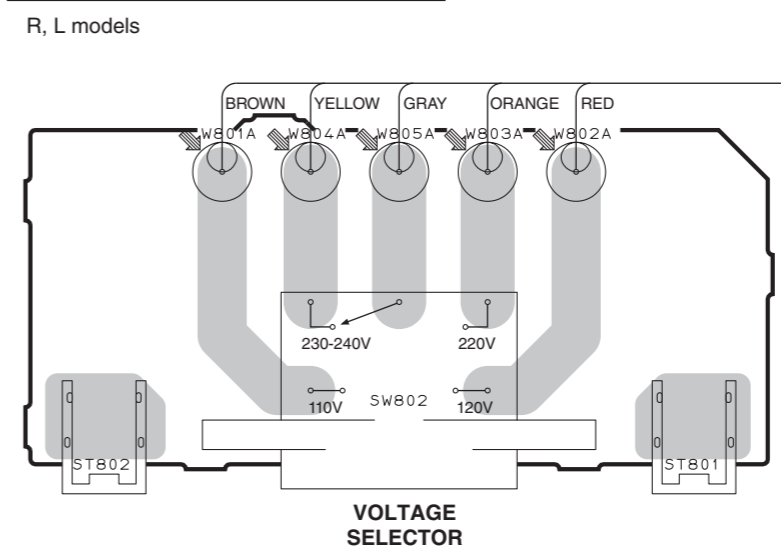 R, L models
BROWN YELLOW GRAY ORANGE RED
W801A W804A W805A W803A W802A
230-240V 220V
110V SW802 120V
ST802 ST801
VOLTAGE
SELECTOR